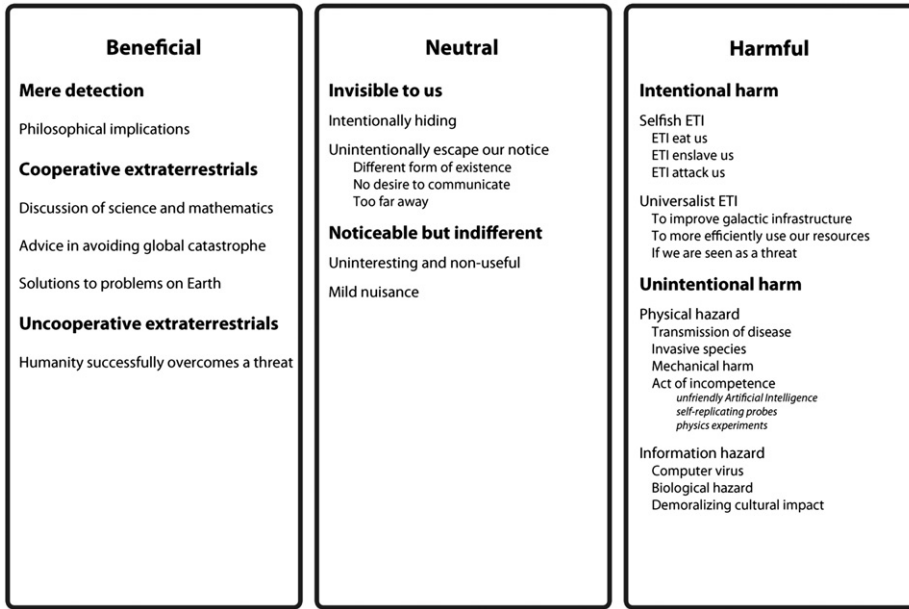 Beneficial
Mere detection
Philosophical implications
Cooperative extraterrestrials
Discussion of science and mathematics
Advice in avoiding global catastrophe
Solutions to problems on Earth
Uncooperative extraterrestrials
Humanity successfully overcomes a threat
Neutral
Invisible to us
Intentionally hiding
Unintentionally escape our notice
Different form of existence
No desire to communicate
Too far away
Noticeable but indifferent
Uninteresting and non-useful
Mild nuisance
Harmful
Intentional harm
Selfish ETI
ETI eat us
ETI enslave us
ETI attack us
Universalist ETI
To improve galactic infrastructure
To more efficiently use our resources
If we are seen as a threat
Unintentional harm
Physical hazard
Transmission of disease
Invasive species
Mechanical harm
Act of incompetence
unfriendly Artificial Intelligence
self-replicating probes
physics experiments
Information hazard
Computer virus
Biological hazard
Demoralizing cultural impact